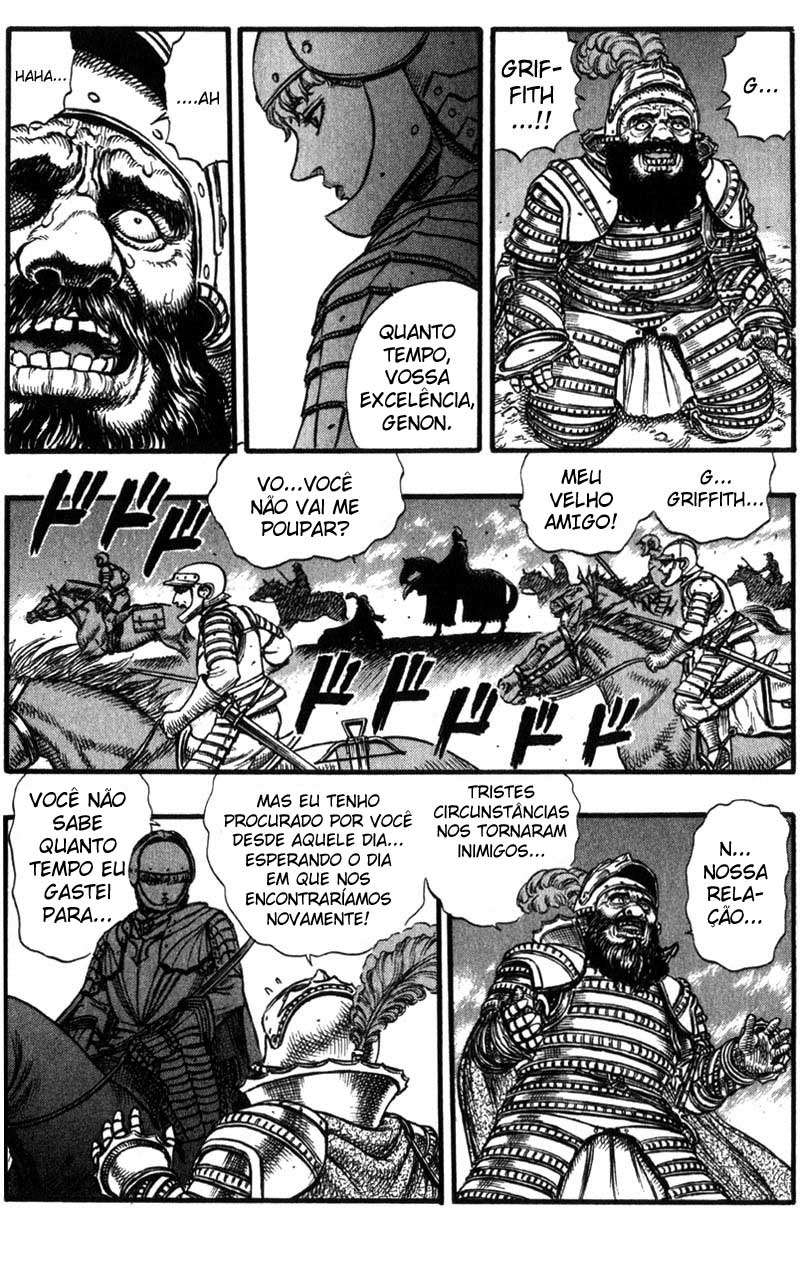 G...
GRIF-
FITH
...!!
QUANTO
TEMPO,
VOSSA
EXCELÊNCIA,
GENON.
....AH
HAHA...
G...
GRIFFITH...
MEU
VELHO
AMIGO!
VO...VOCÊ
NÃO VAI ME
POUPAR?
ドドド
ドドドドド
N...
NOSSA
RELA-
ÇÃO...
TRISTES
CIRCUNSTÂNCIAS
NOS TORNARAM
INIMIGOS...
MAS EU TENHO
PROCURADO POR VOCÊ
DESDE AQUELE DIA...
ESPERANDO O DIA
EM QUE NOS
ENCONTRARÍAMOS
NOVAMENTE!
VOCÊ NÃO
SABE
QUANTO
TEMPO EU
GASTEI
PARA...